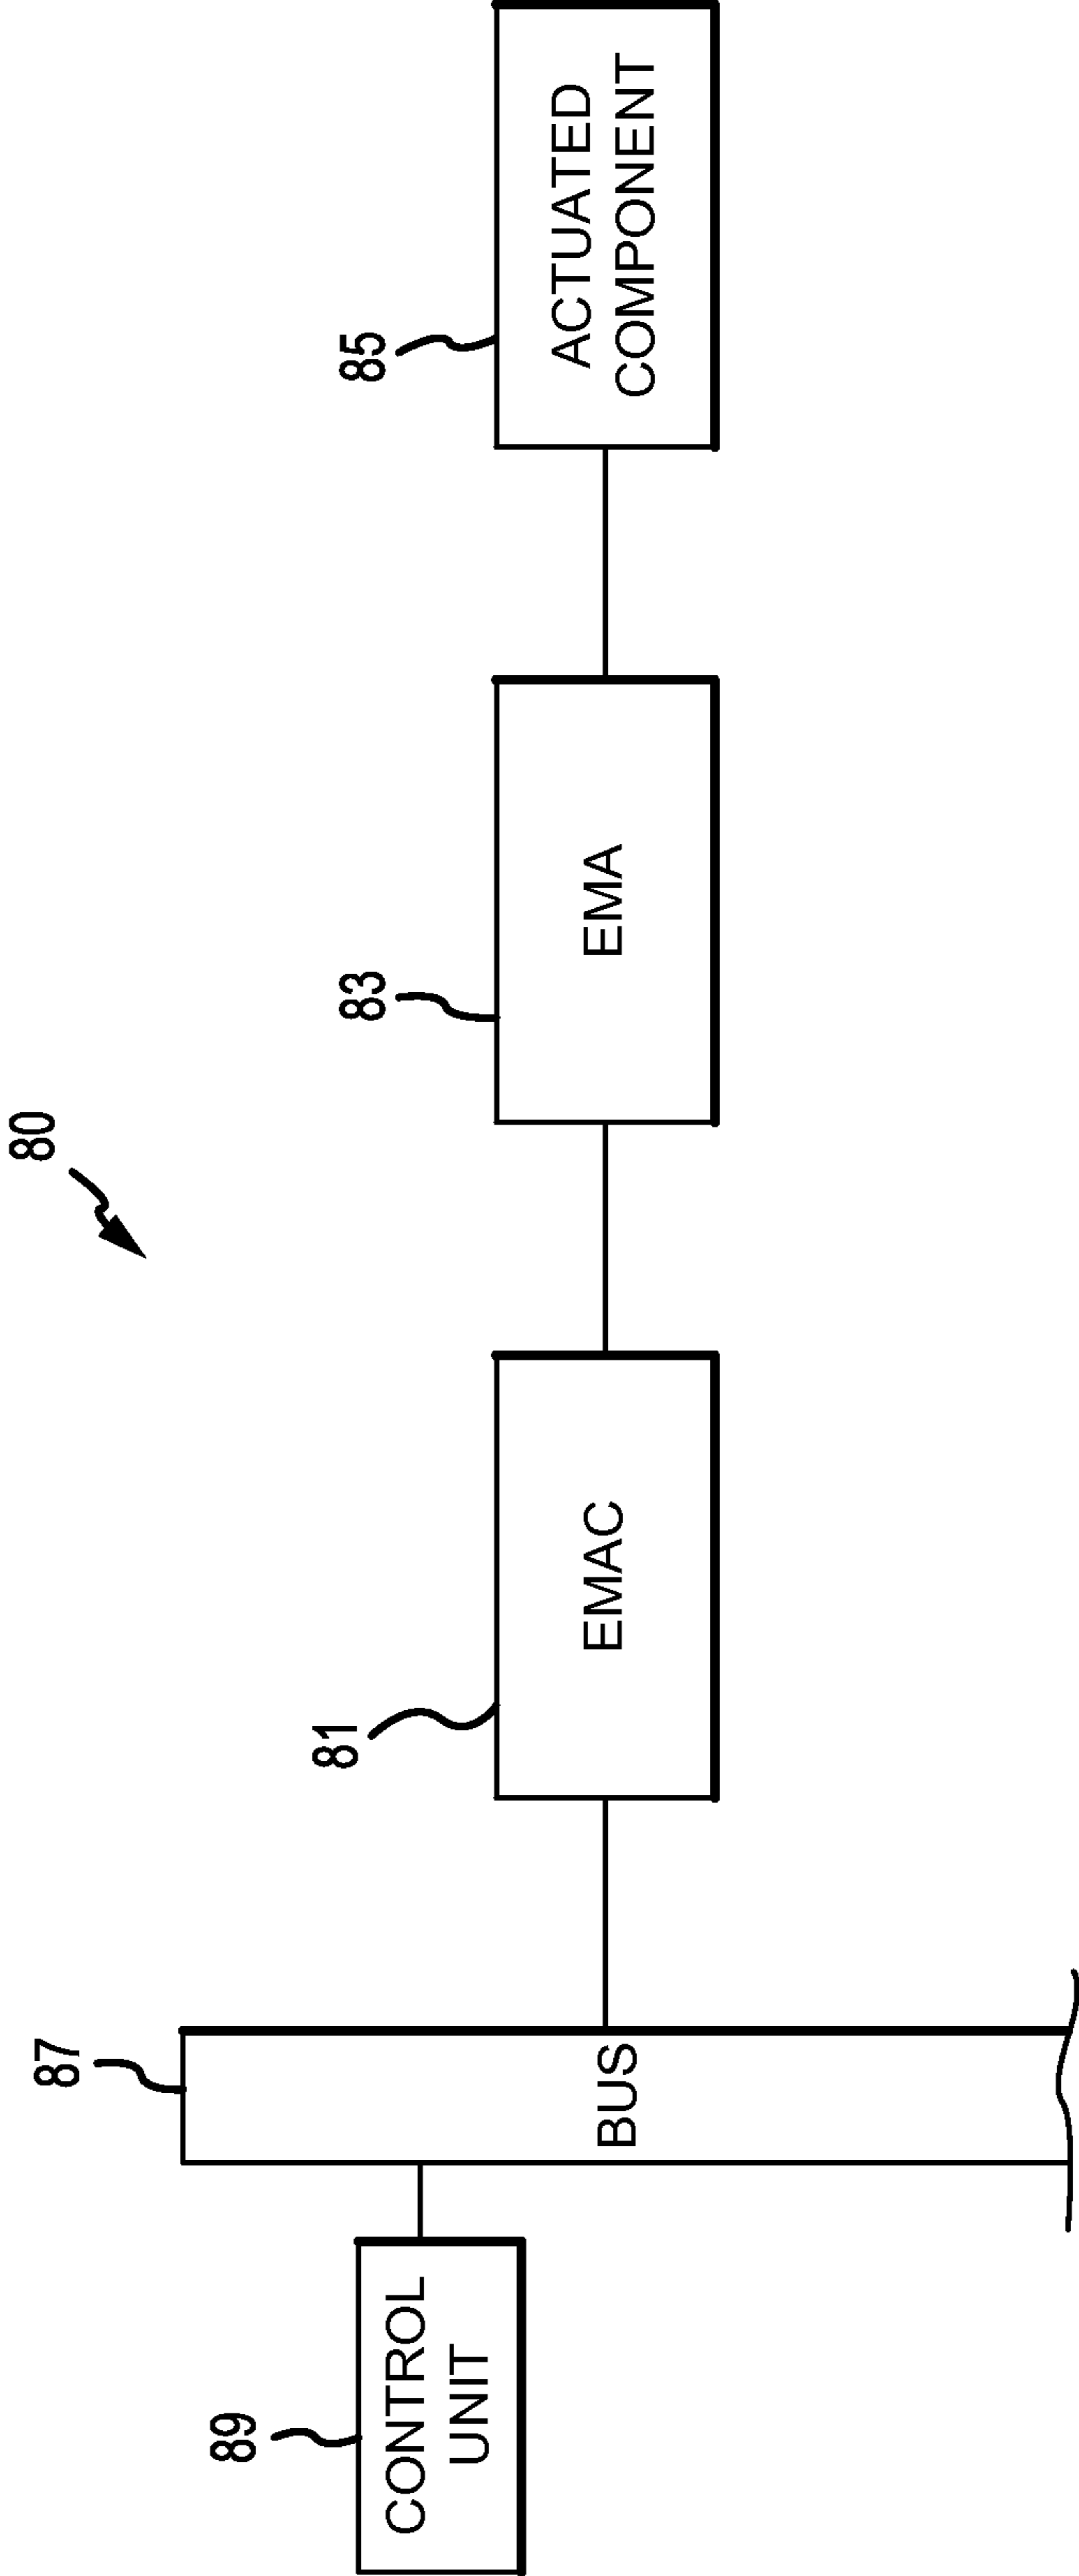 80
89
CONTROL
UNIT
87
BUS
81
EMAC
83
EMA
85
ACTUATED
COMPONENT